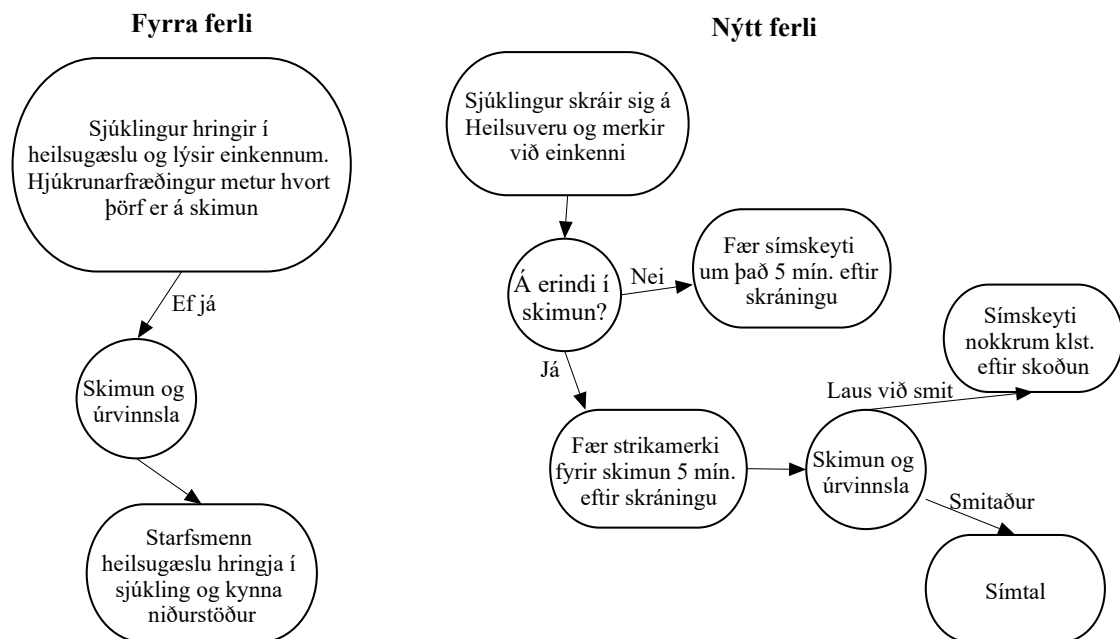 Fyrra ferli
Sjúklingur hringir í
heilsugæslu og lýsir einkennum.
Hjúkrunarfræðingur metur hvort
þörf er á skimun
Ef já
Skimun og
úrvinnsla
Starfsmenn
heilsugæslu hringja í
sjúkling og kynna
niðurstöður
Nýtt ferli
Sjúklingur skráir sig á
Heilsuveru og merkir
við einkenni
Á erindi í
skimun?
Nei
Fær símskeyti
um það 5 mín. eftir
skráningu
Já
Fær strikamerki
fyrir skimun 5 mín.
eftir skráningu
Skimun og
úrvinnsla
Laus við smit
Símskeyti
nokkrum klst.
eftir skoðun
Smitaður
Símtal